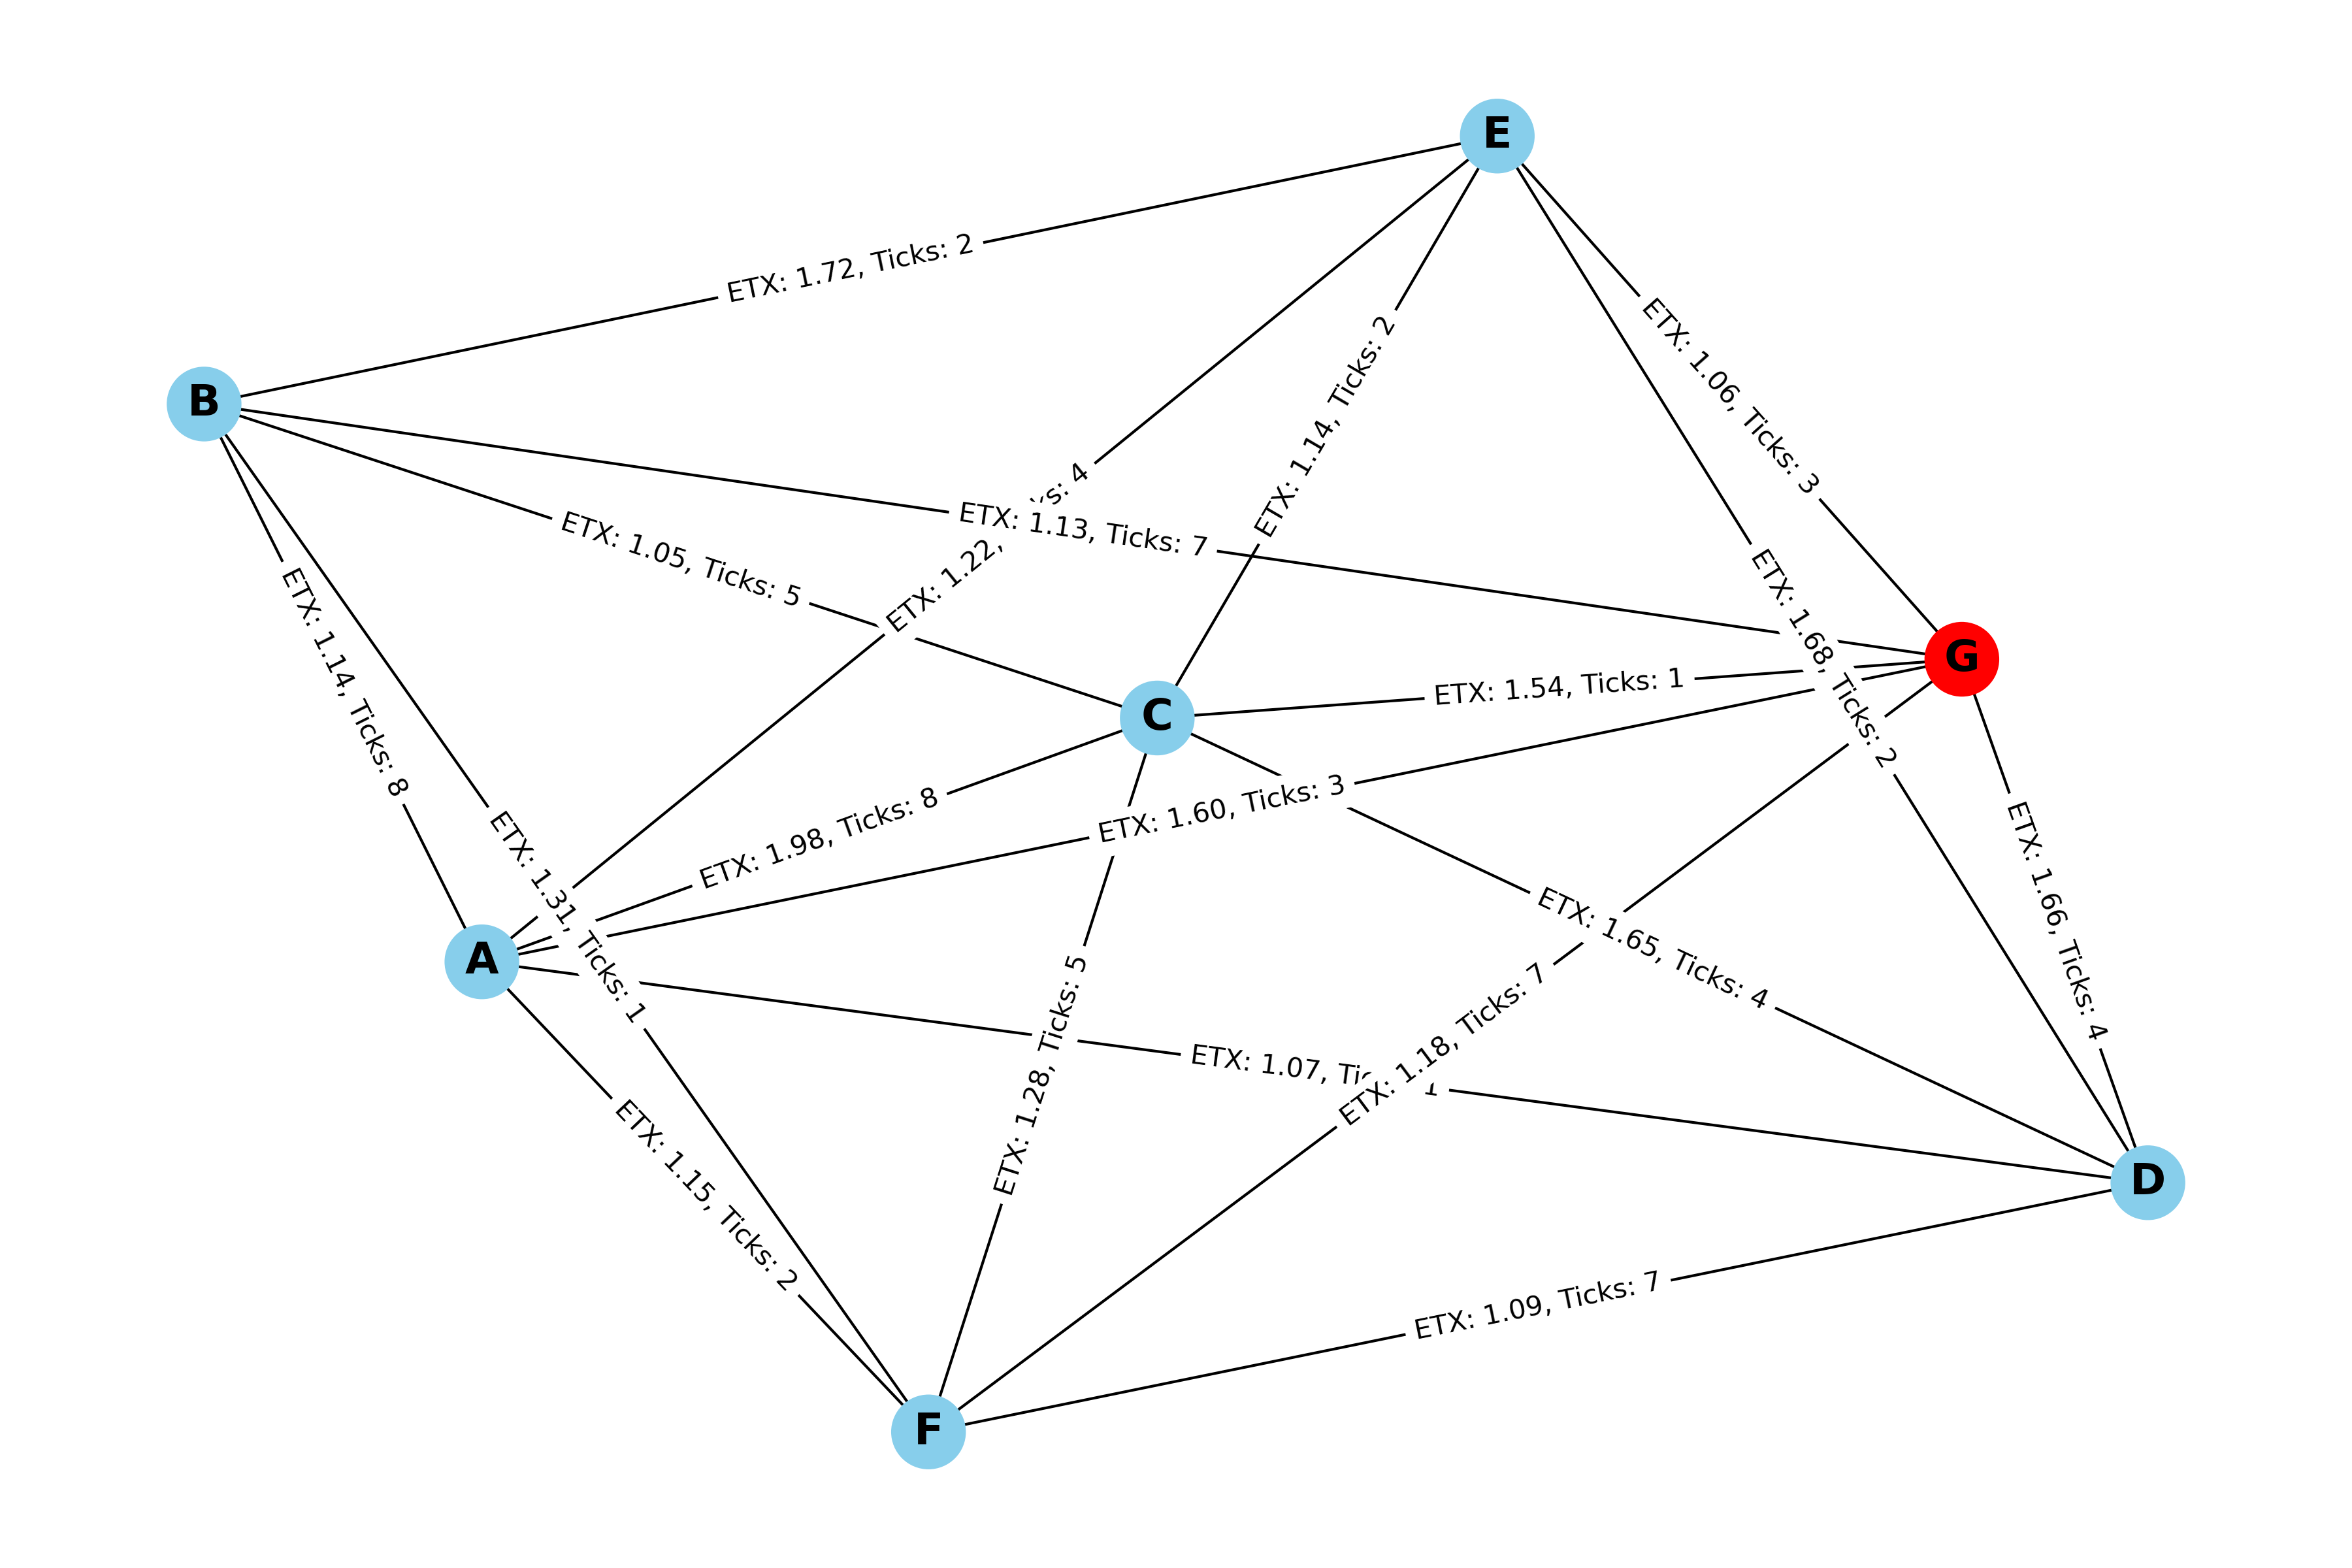 E
ETX: 1.72, Ticks: 2
B
ETX: 1.06, Ticks: 3
ETX: 1.14, Ticks: 2
ETX: 1.22, 4
ETX: 1.13, Ticks: 7
ETX: 1.05, Ticks: 5
ETX: 1.14, Ticks: 8
ETX: 1.68, Ticks: 2
G
ETX: 1.54, Ticks: 1
C
ETX: 1.98, Ticks: 8
ETX: 1.60, Ticks: 3
ETX: 1.31, Ticks: 1
ETX: 1.65, Ticks: 4
ETX: 1.66, Ticks: 4
A
ETX: 1.28, Ticks: 5
ETX: 1.07, 1
ETX: 1.18, Ticks: 7
ETX: 1.15, Ticks: 2
D
ETX: 1.09, Ticks: 7
F